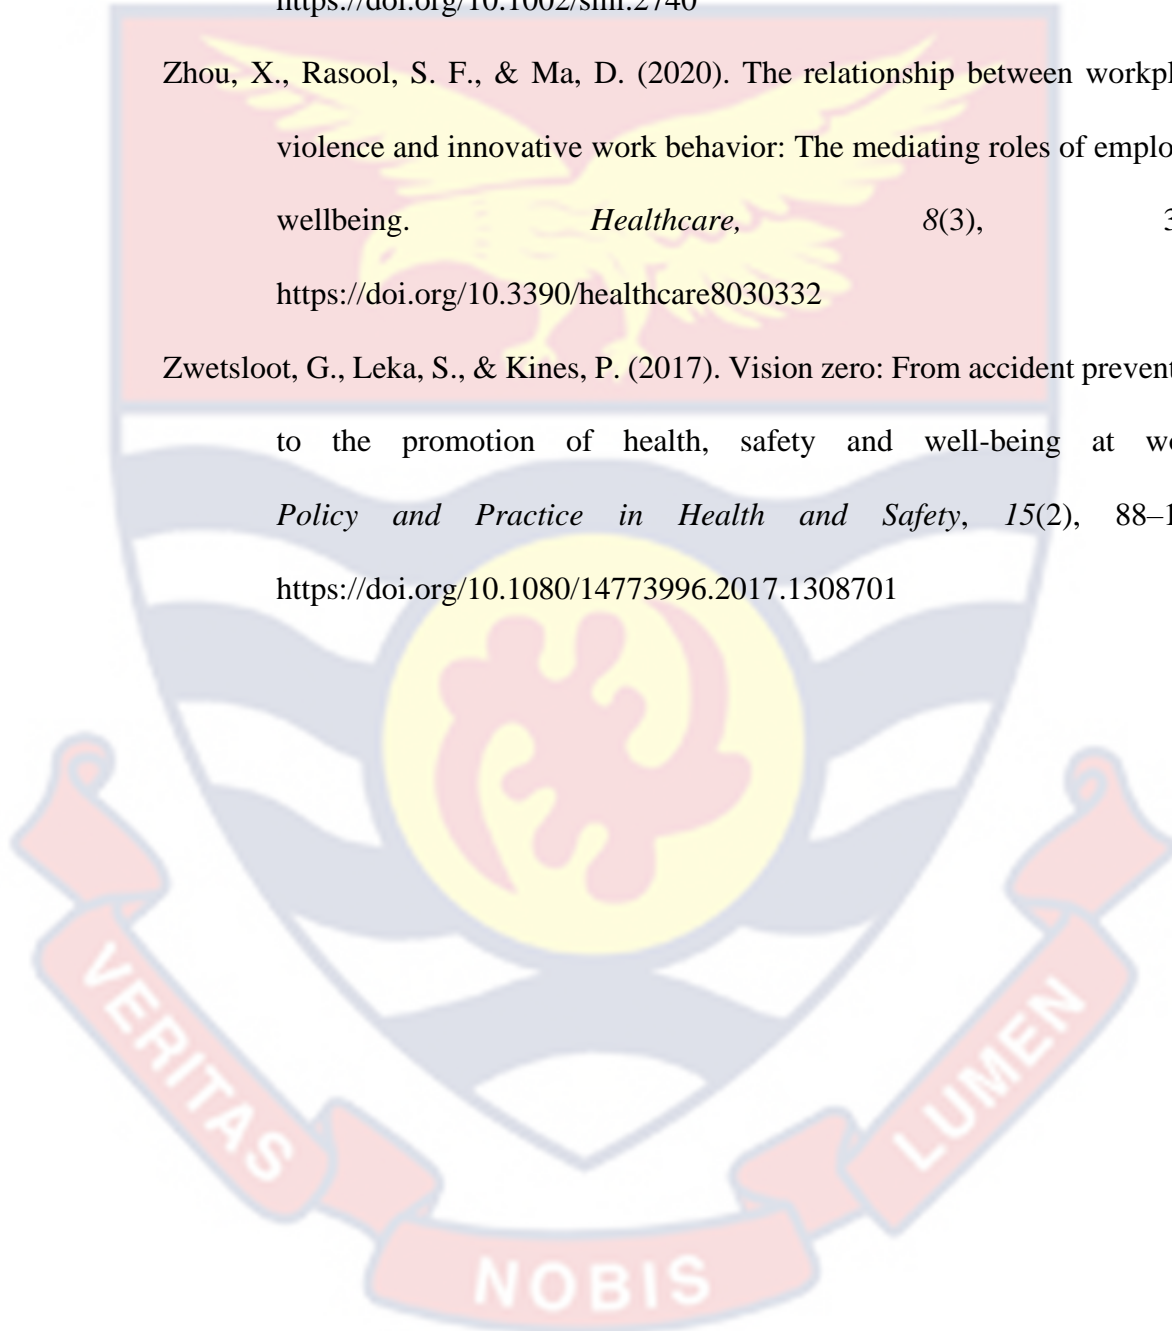 https://doi.org/10.1002/smi.2740
Zhou, X., Rasool, S. F., & Ma, D. (2020). The relationship between workpl
violence and innovative work behavior: The mediating roles of emplo
wellbeing. Healthcare, 8(3), 3
https://doi.org/10.3390/healthcare8030332
Zwetsloot, G., Leka, S., & Kines, P. (2017). Vision zero: From accident prevent
to the promotion of health, safety and well-being at wo
Policy and Practice in Health and Safety, 15(2), 88–1
https://doi.org/10.1080/14773996.2017.1308701
VERITAS
NOBIS
LUMEN